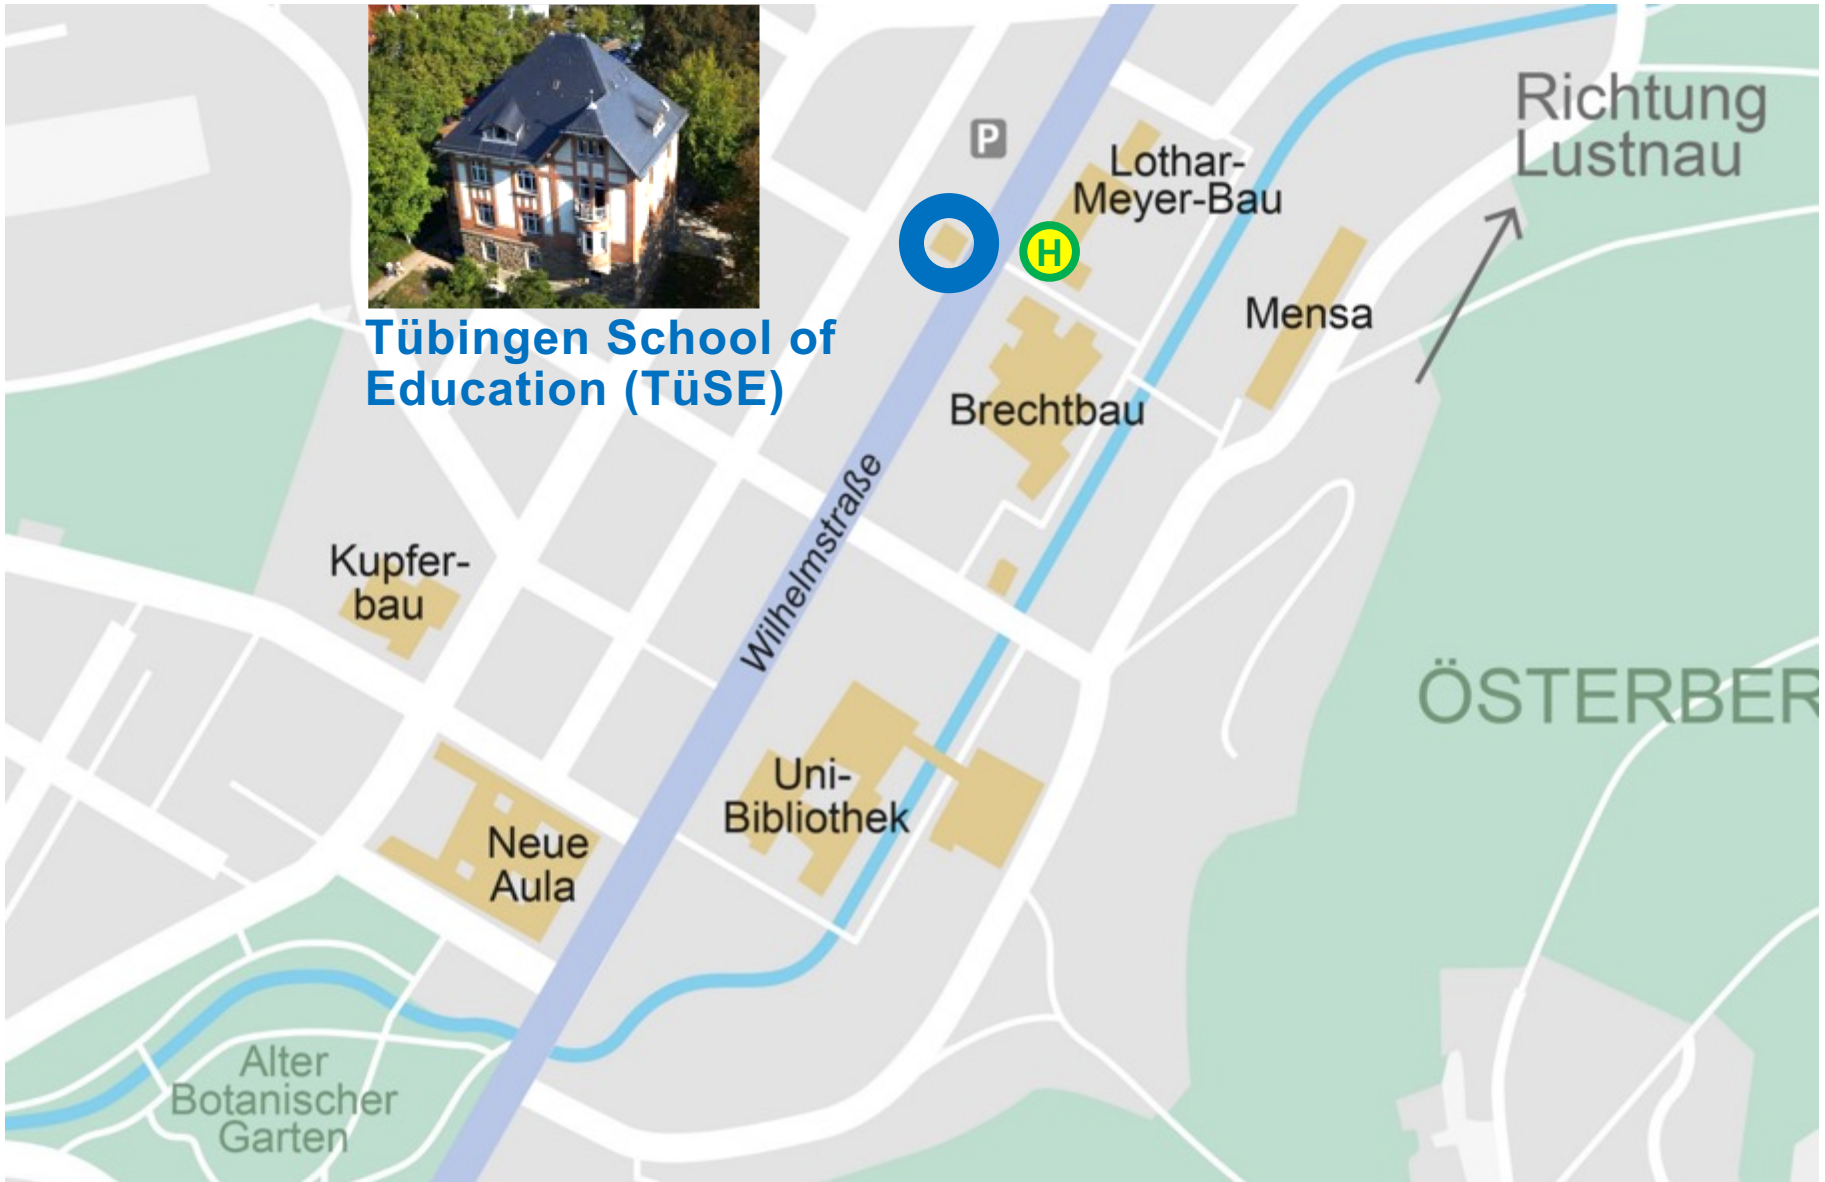 Richtung
Lustnau
P
Lothar-
Meyer-Bau
H
Mensa
Tübingen School of
Education (TüSE)
Brechtbau
Wilhelmstraße
Kupfer-
bau
ÖSTERBER
Uni-
Bibliothek
Neue
Aula
Alter
Botanischer
Garten